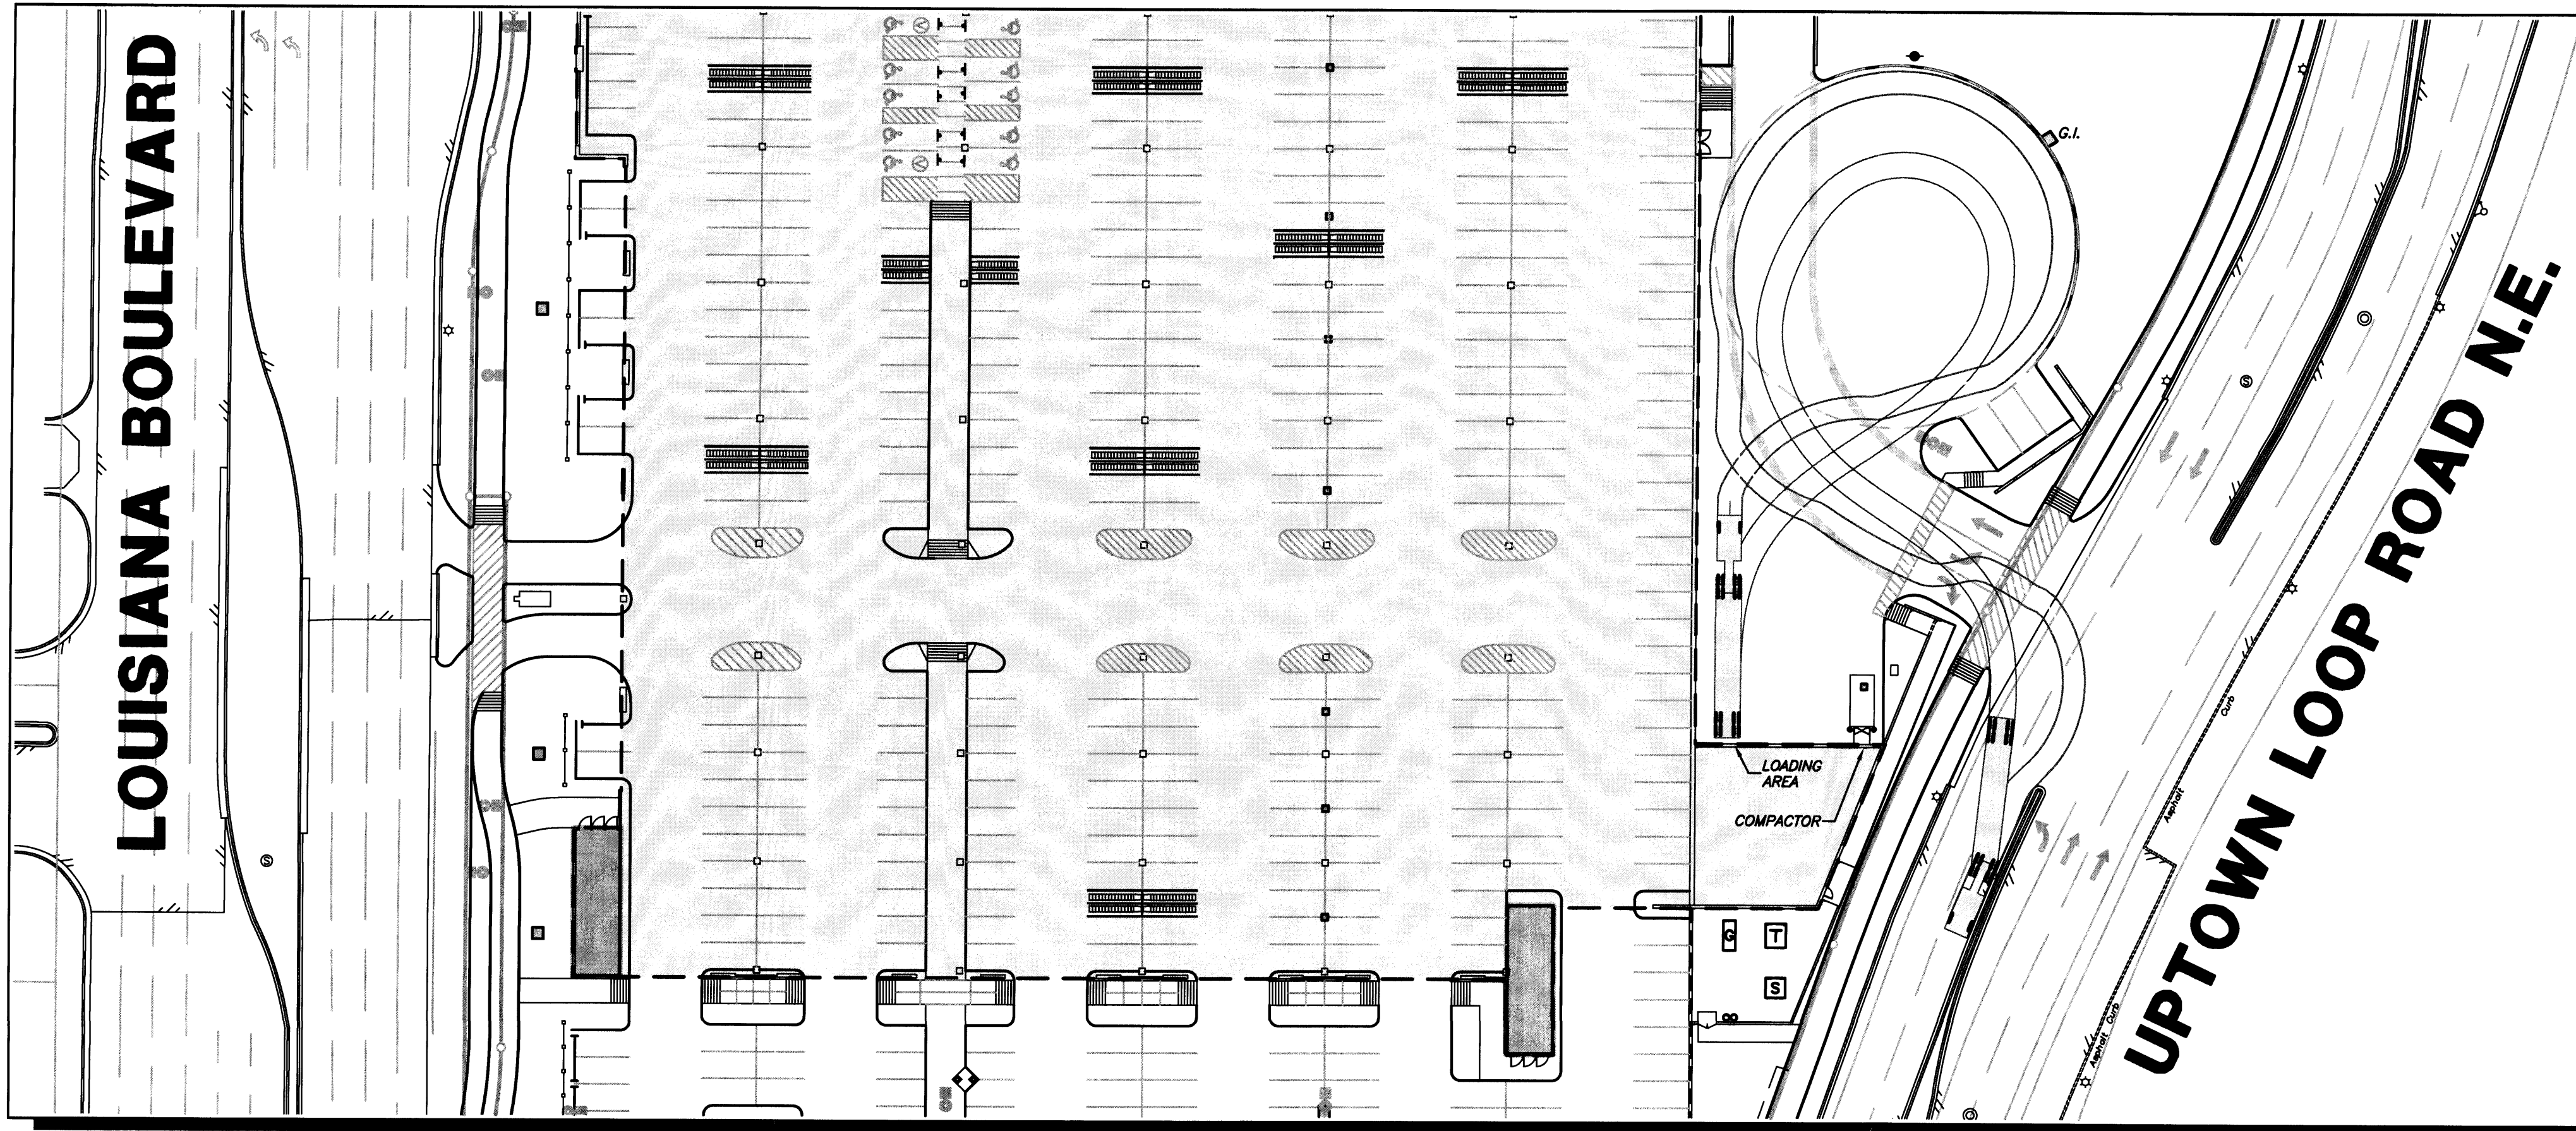 LOUISIANA BOULEVARD
V
V
G.I.
S
S
UPTOWN LOOP ROAD N.E.
LOADING
AREA
COMPACTOR
Curb
Asphalt
G
T
S
Asphalt
Curb